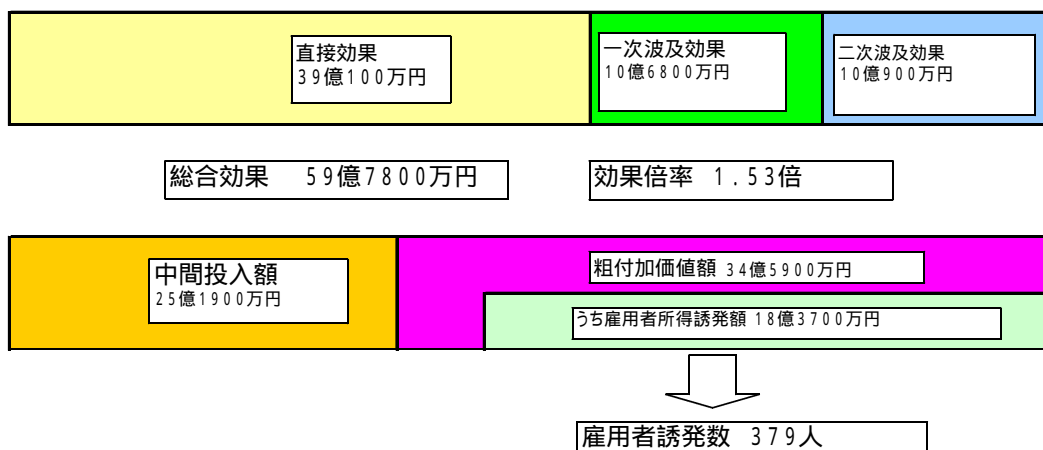 直接効果
39億100万円
一次波及効果
10億6800万円
二次波及効果
10億900万円
総合効果 59億7800万円
効果倍率 1.53倍
中間投入額
25億1900万円
粗付加価値額 34億5900万円
うち雇用者所得誘発額 18億3700万円
雇用者誘発数 379人